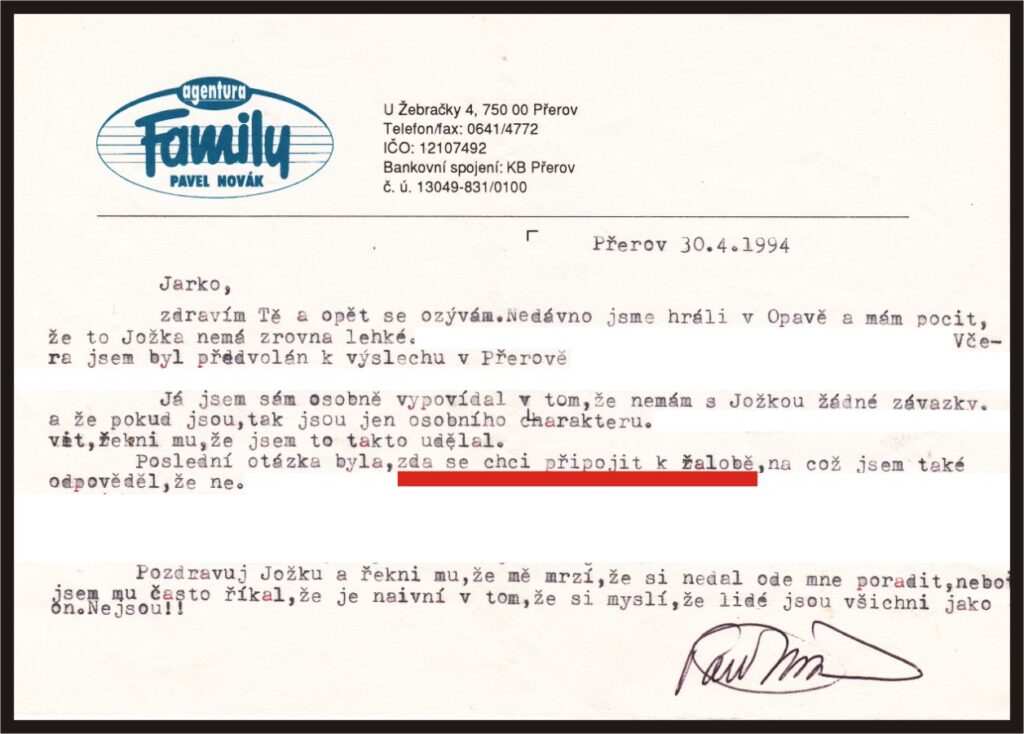 agentura
Family
PAVEL NOVÁK
U Žebračky 4, 750 00 Přerov
Telefon/fax: 0641/4772
IČO: 12107492
Bankovní spojení: KB Přerov
č. ú. 13049-831/0100
Přerov 30.4.1994
Jarko,
zdravím Tě a opět se ozývám.Nedávno jsme hráli v Opavě a mám pocit,
že to Jožka nemá zrovna lehké. Vče-
ra jsem byl předvolán k výslechu v Přerově
Já jsem sám osobně vypovídal v tom,že nemám s Jožkou žádné závazky.
a že pokud jsou,tak jsou jen osobního charakteru.
vit,řekni mu,že jsem to takto udělal.
Poslední otázka byla,zda se chci připojit k žalobě,na což jsem také
odpověděl,že ne.
Pozdravuj Jožku a řekni mu,že mě mrzí,že si nedal ode mne poradit,neboť
jsem mu často říkal,že je naivní v tom,že si myslí,že lidé jsou všichni jako
on.Nejsou!!